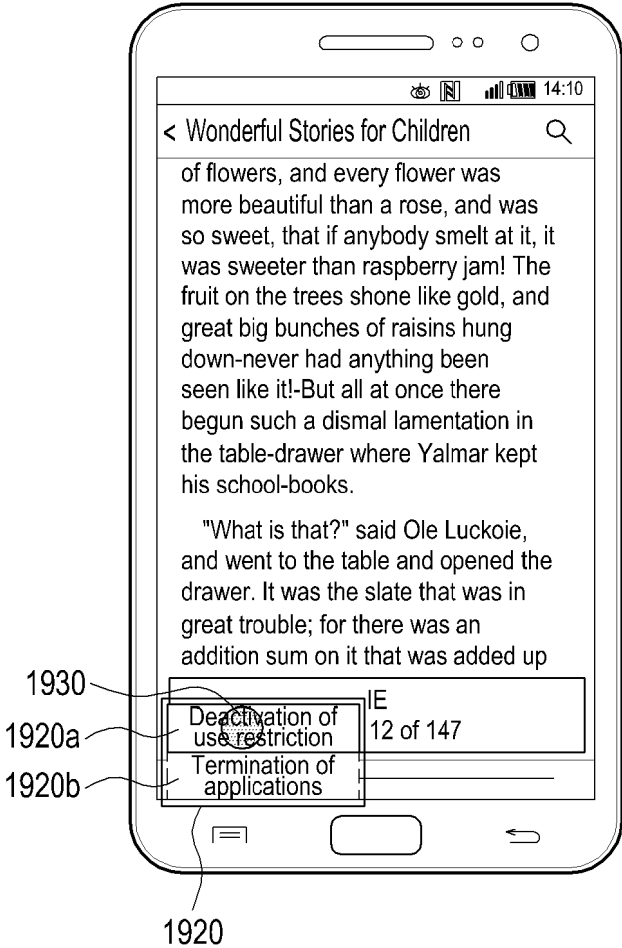 14:10
< Wonderful Stories for Children
of flowers, and every flower was
more beautiful than a rose, and was
so sweet, that if anybody smelt at it, it
was sweeter than raspberry jam! The
fruit on the trees shone like gold, and
great big bunches of raisins hung
down-never had anything been
seen like it!-But all at once there
begun such a dismal lamentation in
the table-drawer where Yalmar kept
his school-books.
"What is that?" said Ole Luckoie,
and went to the table and opened the
drawer. It was the slate that was in
great trouble; for there was an
addition sum on it that was added up
1930
IE
1920a
Deactivation of
use restriction
12 of 147
1920b
Termination of
applications
1920